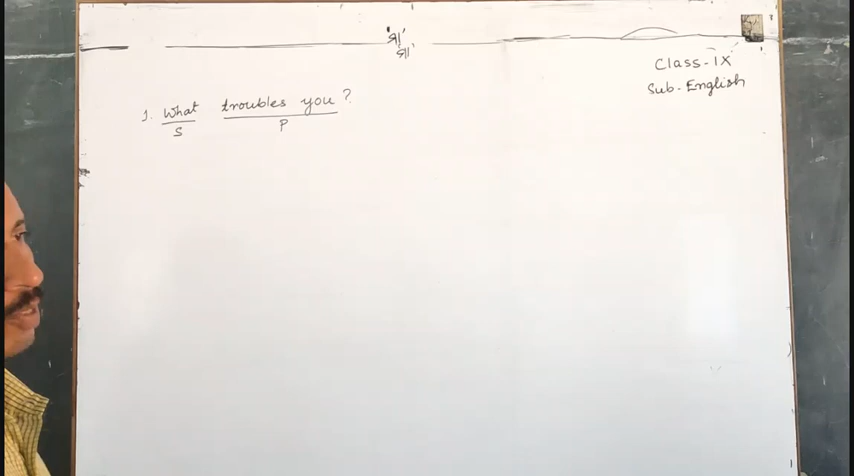 'श्री'
श्री'
Class-IX
Sub-English
1. What troubles you?
S P